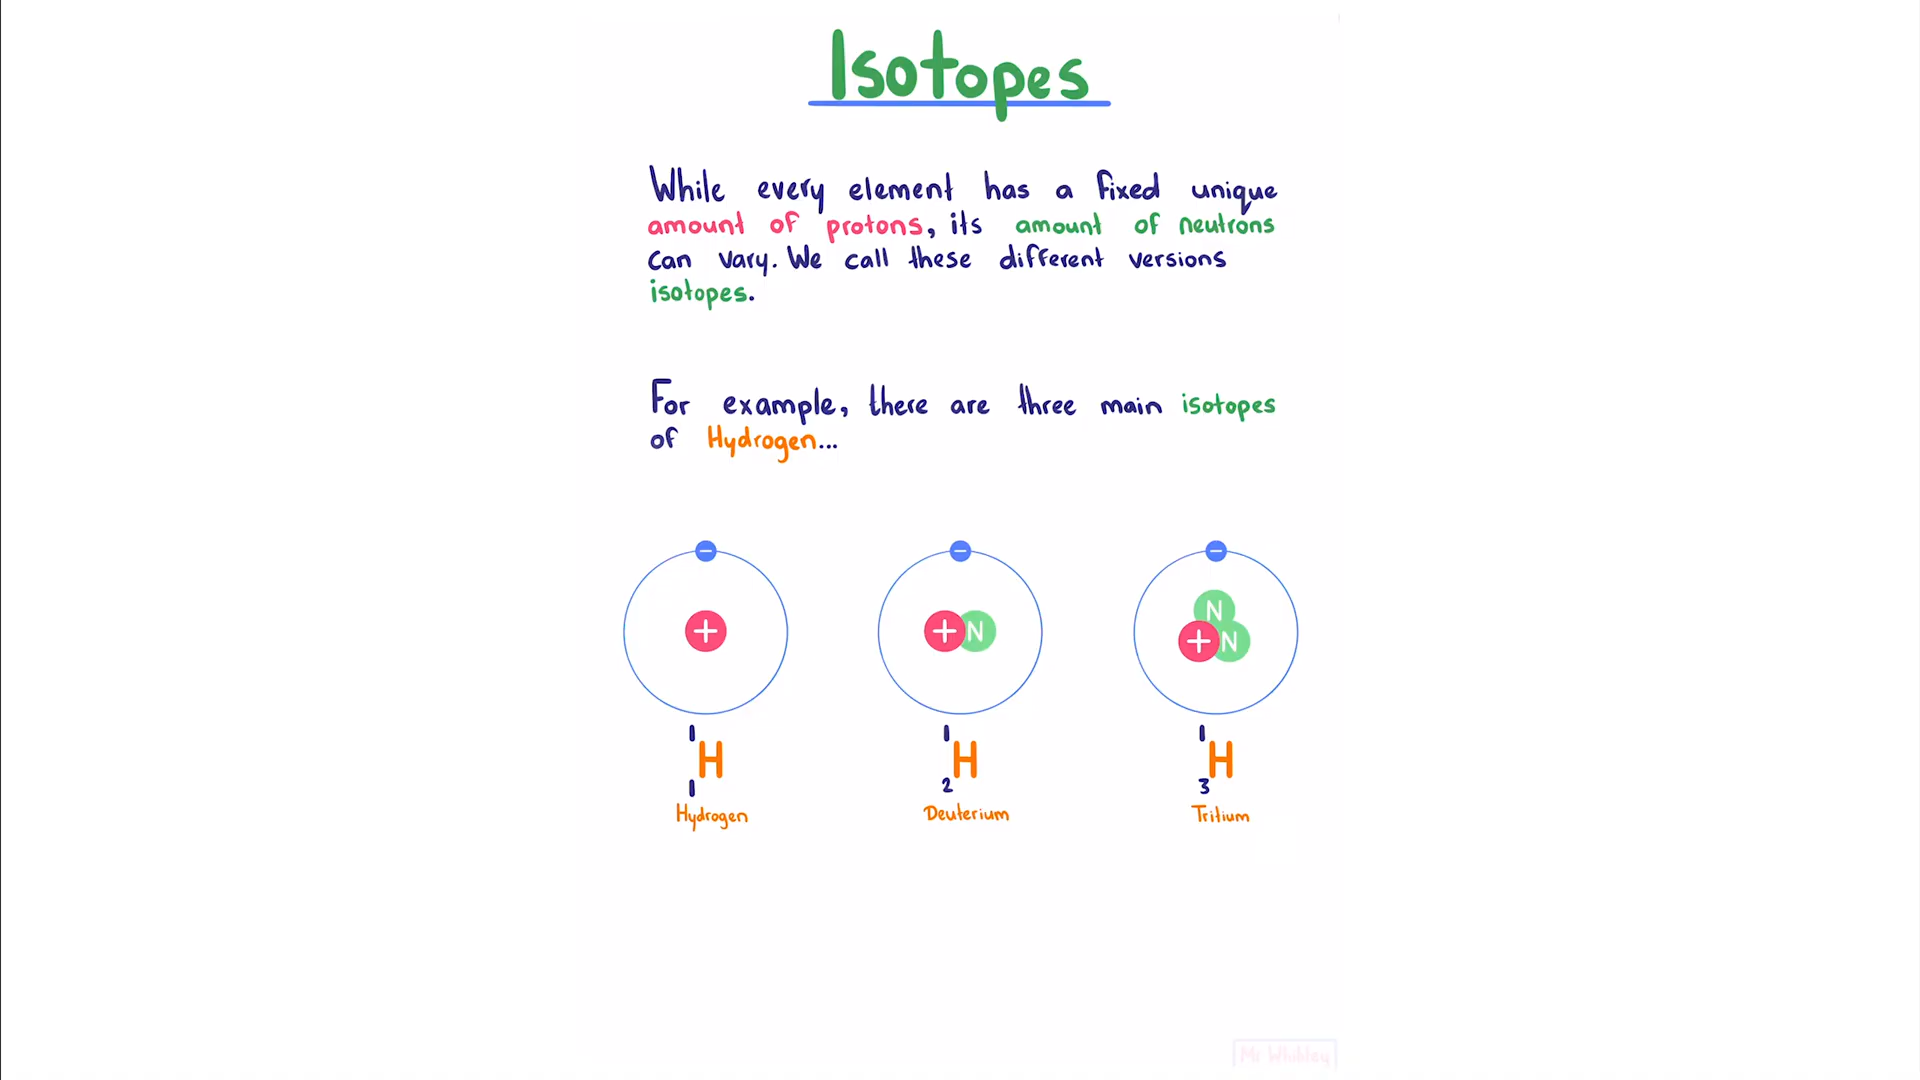 Isotopes
While every element has a fixed unique
amount of protons, its amount of neutrons
can vary. We call these different versions
isotopes.
For example, there are three main isotopes
of Hydrogen...
− − −
+ + N N + N
1 H 1 H 1 H
1 2 3
Hydrogen Deuterium Tritium